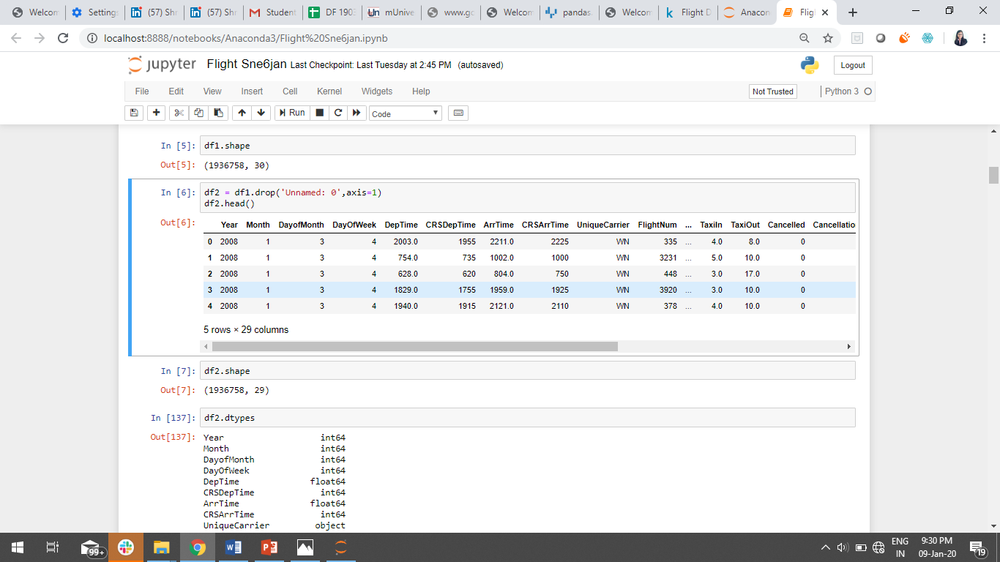 Welcom Settings (57) Shr (57) Shr Student DF 190 mUnive www.go Welcom pandas. Welcom Flight D Anacon Fligh
localhost:8888/notebooks/Anaconda3/Flight%20Sne6jan.ipynb
jupyter Flight Sne6jan Last Checkpoint: Last Tuesday at 2:45 PM (autosaved) Logout
File Edit View Insert Cell Kernel Widgets Help Not Trusted Python 3
Run Code
In [5]: df1.shape
Out[5]: (1936758, 30)
In [6]: df2 = df1.drop('Unnamed: 0',axis=1)
df2.head()
Out[6]:
Year Month DayofMonth DayOfWeek DepTime CRSDepTime ArrTime CRSArrTime UniqueCarrier FlightNum ... TaxiIn TaxiOut Cancelled Cancellatio
0 2008 1 3 4 2003.0 1955 2211.0 2225 WN 335 ... 4.0 8.0 0
1 2008 1 3 4 754.0 735 1002.0 1000 WN 3231 ... 5.0 10.0 0
2 2008 1 3 4 628.0 620 804.0 750 WN 448 ... 3.0 17.0 0
3 2008 1 3 4 1829.0 1755 1959.0 1925 WN 3920 ... 3.0 10.0 0
4 2008 1 3 4 1940.0 1915 2121.0 2110 WN 378 ... 4.0 10.0 0
5 rows × 29 columns
In [7]: df2.shape
Out[7]: (1936758, 29)
In [137]: df2.dtypes
Out[137]: Year int64
Month int64
DayofMonth int64
DayOfWeek int64
DepTime float64
CRSDepTime int64
ArrTime float64
CRSArrTime int64
UniqueCarrier object
99+ ENG 9:30 PM
IN 09-Jan-20 19